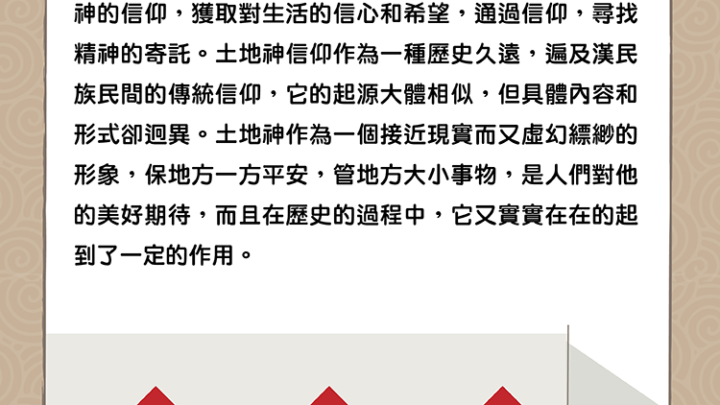 神的信仰，獲取對生活的信心和希望，通過信仰，尋找
精神的寄託。土地神信仰作為一種歷史久遠，遍及漢民
族民間的傳統信仰，它的起源大體相似，但具體內容和
形式卻迥異。土地神作為一個接近現實而又虛幻縹緲的
形象，保地方一方平安，管地方大小事物，是人們對他
的美好期待，而且在歷史的過程中，它又實實在在的起
到了一定的作用。